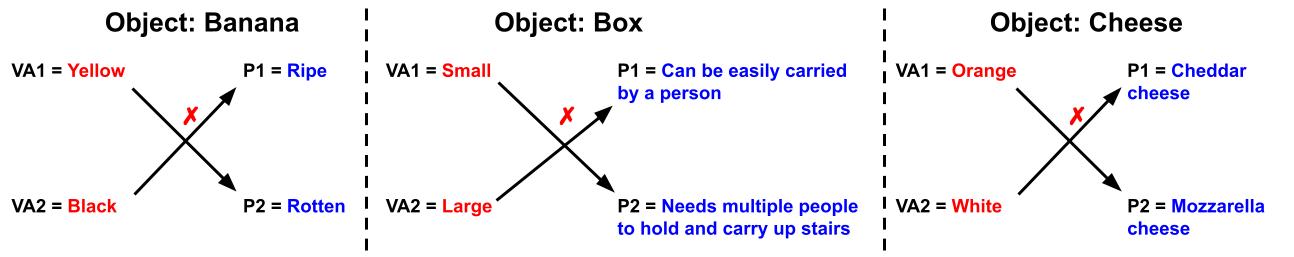 Object: Banana
VA1 = Yellow
P1 = Ripe
✗
VA2 = Black
P2 = Rotten
Object: Box
VA1 = Small
P1 = Can be easily carried
by a person
✗
VA2 = Large
P2 = Needs multiple people
to hold and carry up stairs
Object: Cheese
VA1 = Orange
P1 = Cheddar
cheese
✗
VA2 = White
P2 = Mozzarella
cheese